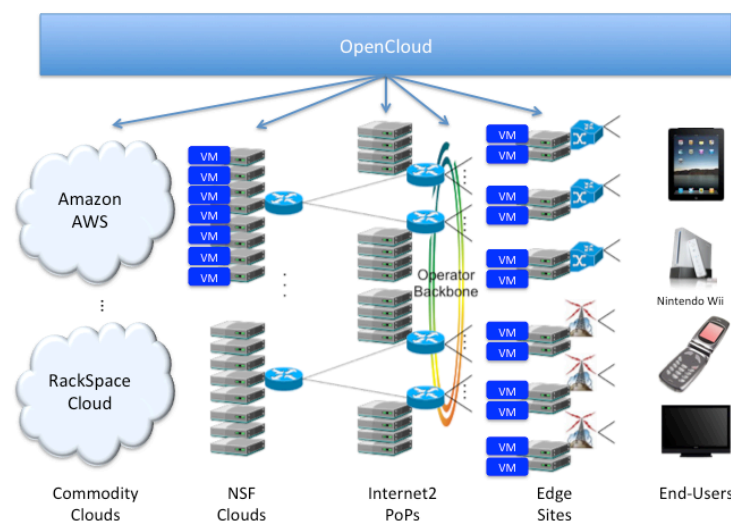 OpenCloud
Amazon
AWS
...
RackSpace
Cloud
VM
VM
VM
VM
VM
VM
VM
Operator
Backbone
VM
VM
VM
VM
VM
VM
VM
VM
VM
VM
VM
Nintendo Wii
Commodity
Clouds
NSF
Clouds
Internet2
PoPs
Edge
Sites
End-Users